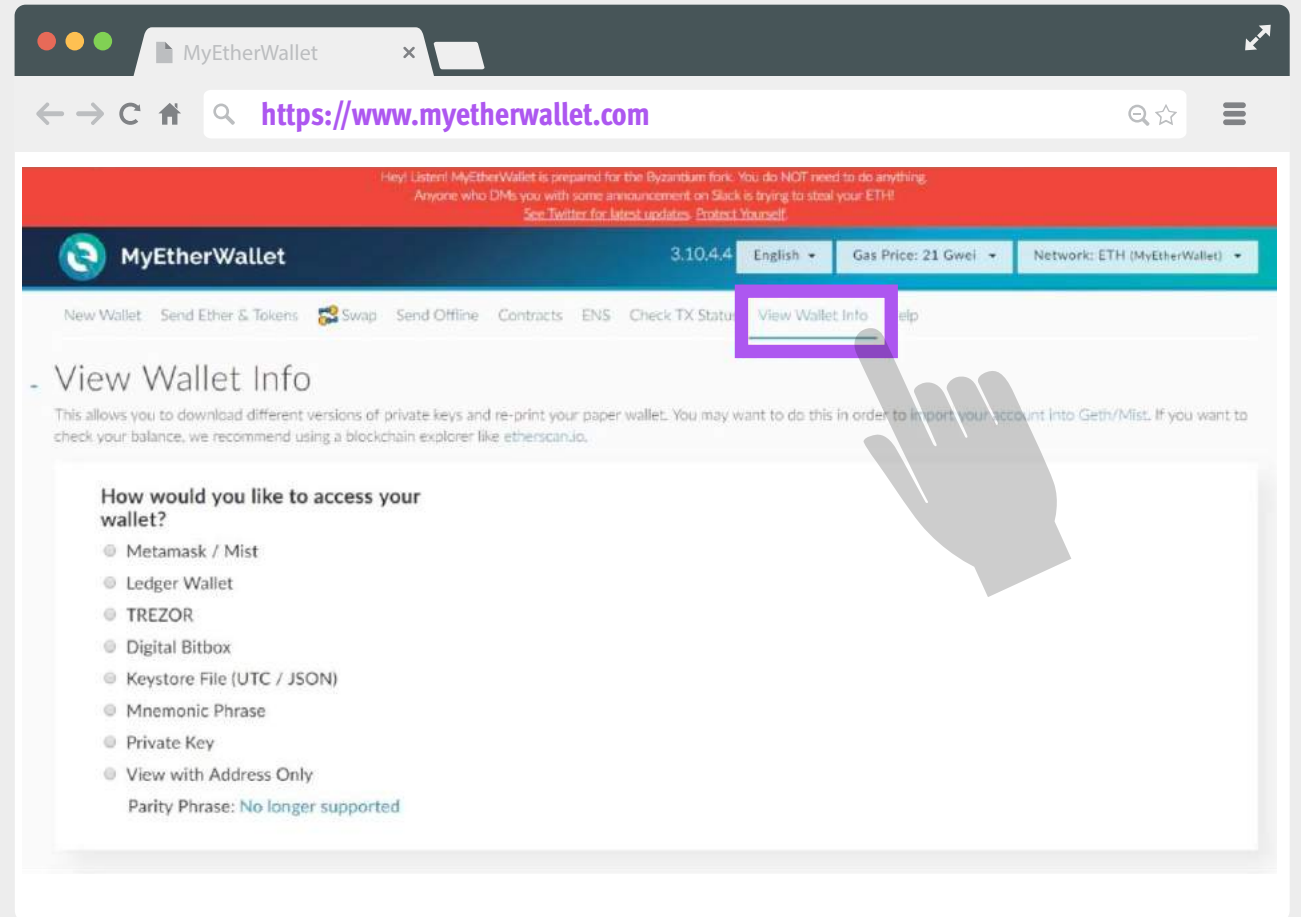 MyEtherWallet ×
https://www.myetherwallet.com
Hey! Listen! MyEtherWallet is prepared for the Byzantium fork. You do NOT need to do anything.
Anyone who DMs you with some announcement on Slack is trying to steal your ETH!
See Twitter for latest updates. Protect Yourself.
MyEtherWallet 3.10.4.4 English Gas Price: 21 Gwei Network: ETH (MyEtherWallet)
New Wallet Send Ether & Tokens Swap Send Offline Contracts ENS Check TX Statu View Wallet Info elp
View Wallet Info
This allows you to download different versions of private keys and re-print your paper wallet. You may want to do this in order to import your account into Geth/Mist. If you want to
check your balance, we recommend using a blockchain explorer like etherscan.io.
How would you like to access your
wallet?
Metamask / Mist
Ledger Wallet
TREZOR
Digital Bitbox
Keystore File (UTC / JSON)
Mnemonic Phrase
Private Key
View with Address Only
Parity Phrase: No longer supported